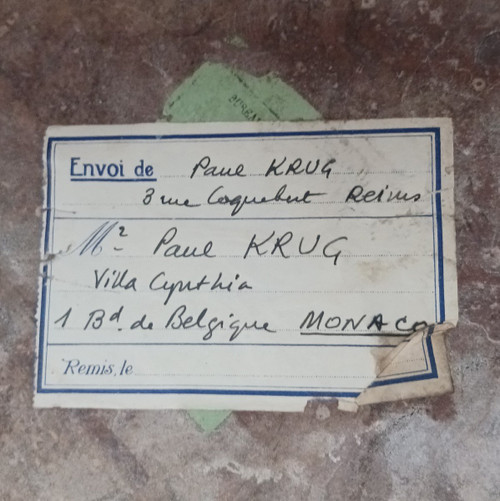 Envoi de Paul KRUG
3 rue Coquebert Reims
Mr Paul KRUG
Villa Cynthia
1 Bd. de Belgique MONACO
Remis, le